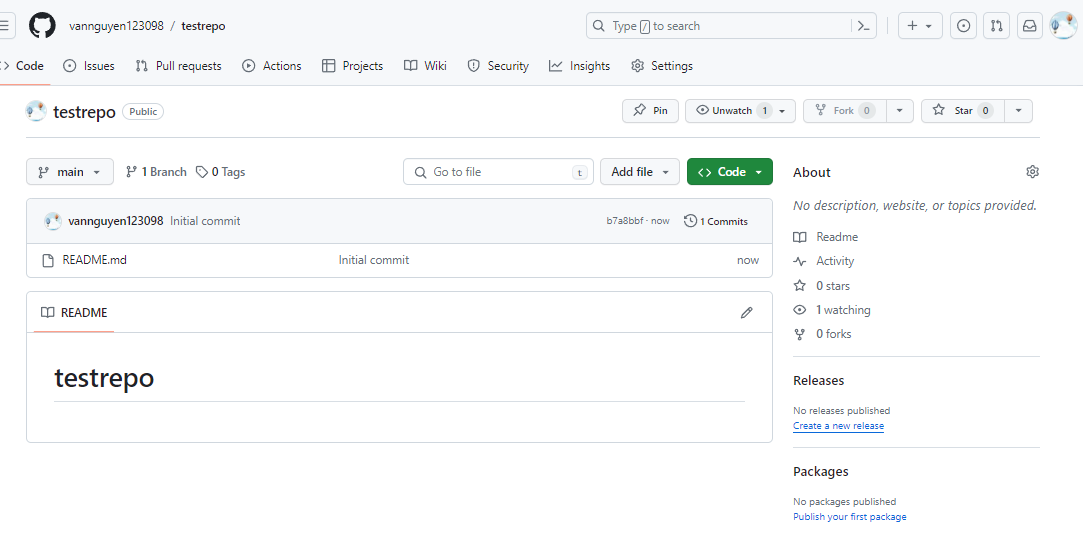 vannguyen123098 / testrepo
Type / to search
Code Issues Pull requests Actions Projects Wiki Security Insights Settings
testrepo Public
Pin Unwatch 1 Fork 0 Star 0
main 1 Branch 0 Tags Go to file t Add file Code
vannguyen123098 Initial commit b7a8bbf · now 1 Commits
README.md Initial commit now
README
testrepo
About
No description, website, or topics provided.
Readme
Activity
0 stars
1 watching
0 forks
Releases
No releases published
Create a new release
Packages
No packages published
Publish your first package